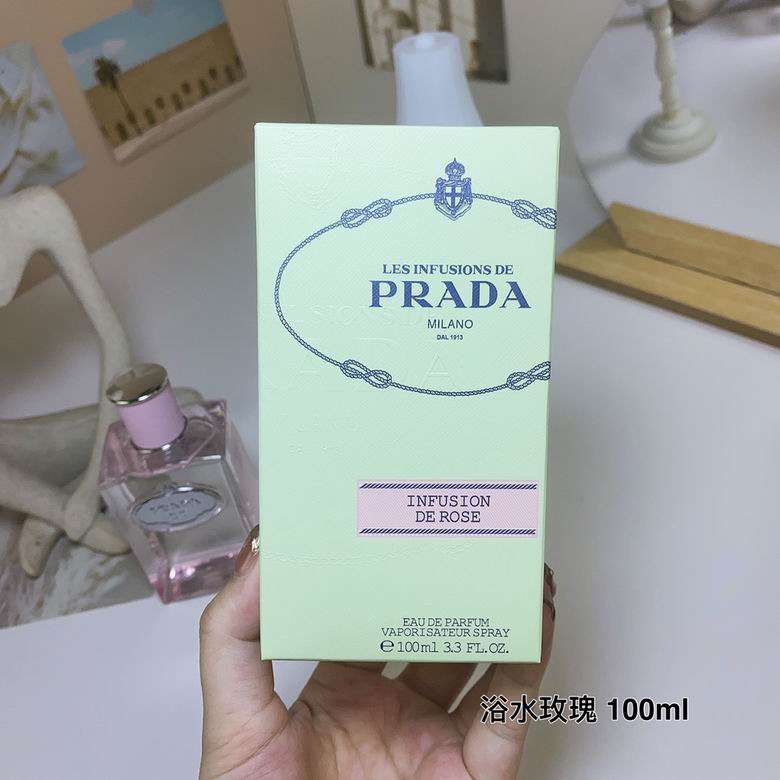 LES INFUSIONS DE
PRADA
MILANO
DAL 1913
INFUSION
DE ROSE
EAU DE PARFUM
VAPORISATEUR SPRAY
e 100ml 3.3 FL.OZ.
PRADA
浴水玫瑰 100ml